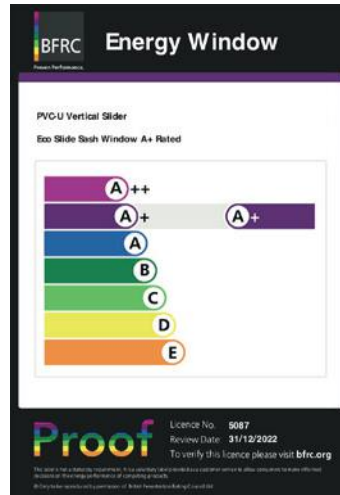 BFRC
Energy Window
Proven Performance.
PVC-U Vertical Slider
Eco Slide Sash Window A+ Rated
A++
A+ A+
A
B
C
D
E
Proof
Licence No. 5087
Review Date 31/12/2022
To verify this licence please visit bfrc.org